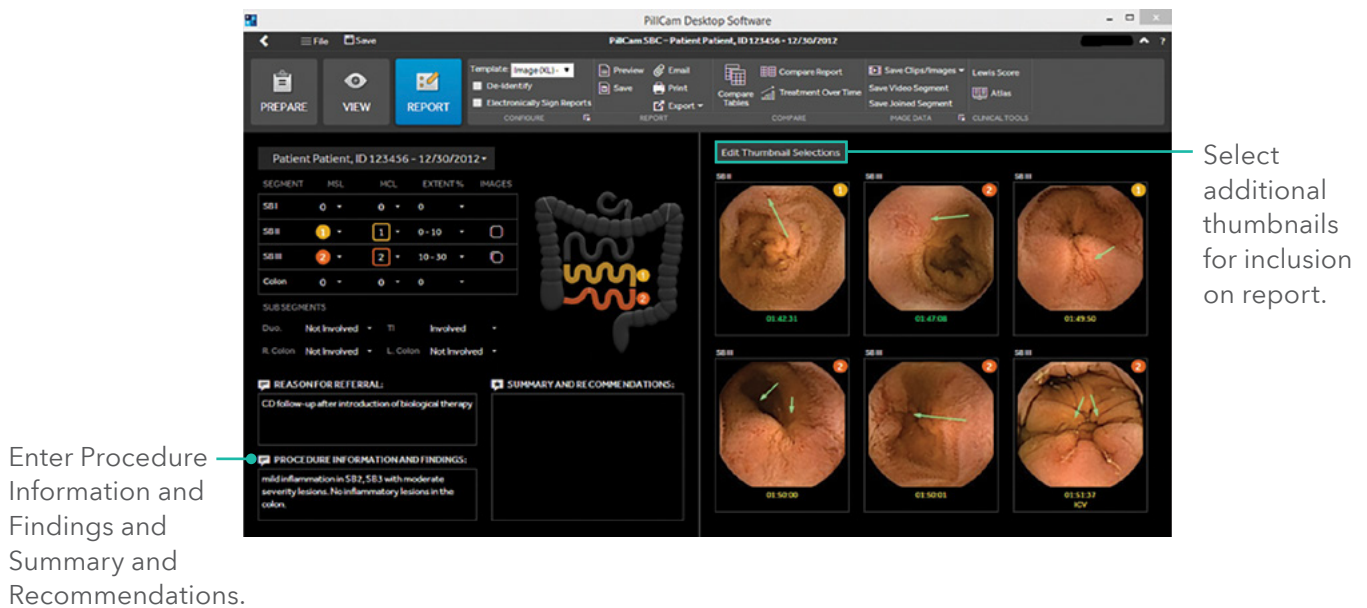 PillCam Desktop Software
File Save PillCam SBC - Patient Patient, ID 123456 - 12/30/2012 ?
PREPARE
VIEW
REPORT
Template: Image (XL) -
De-Identify
Electronically Sign Reports
CONFIGURE
Preview Email
Save Print
Export
REPORT
Compare Tables
Compare Report
Treatment Over Time
COMPARE
Save Clips/Images
Save Video Segment
Save Joined Segment
IMAGE DATA
Lewis Score
Atlas
CLINICAL TOOLS
Patient Patient, ID 123456 - 12/30/2012
SEGMENT MSL MCL EXTENT% IMAGES
SB I 0 0 0
SB II 1 1 0 - 10
SB III 2 2 10 - 30
Colon 0 0 0
SUBSEGMENTS
Duo. Not Involved TI Involved
R. Colon Not Involved L. Colon Not Involved
1
2
REASON FOR REFERRAL:
CD follow-up after introduction of biological therapy
PROCEDURE INFORMATION AND FINDINGS:
mild inflammation in SB2, SB3 with moderate
severity lesions. No inflammatory lesions in the
colon.
SUMMARY AND RECOMMENDATIONS:
Edit Thumbnail Selections
SB II 1
01:42:31
SB III 2
01:47:08
SB III 1
01:49:50
SB III 2
01:50:00
SB III 2
01:50:01
SB III 2
01:51:37
ICV
Select
additional
thumbnails
for inclusion
on report.
Enter Procedure
Information and
Findings and
Summary and
Recommendations.